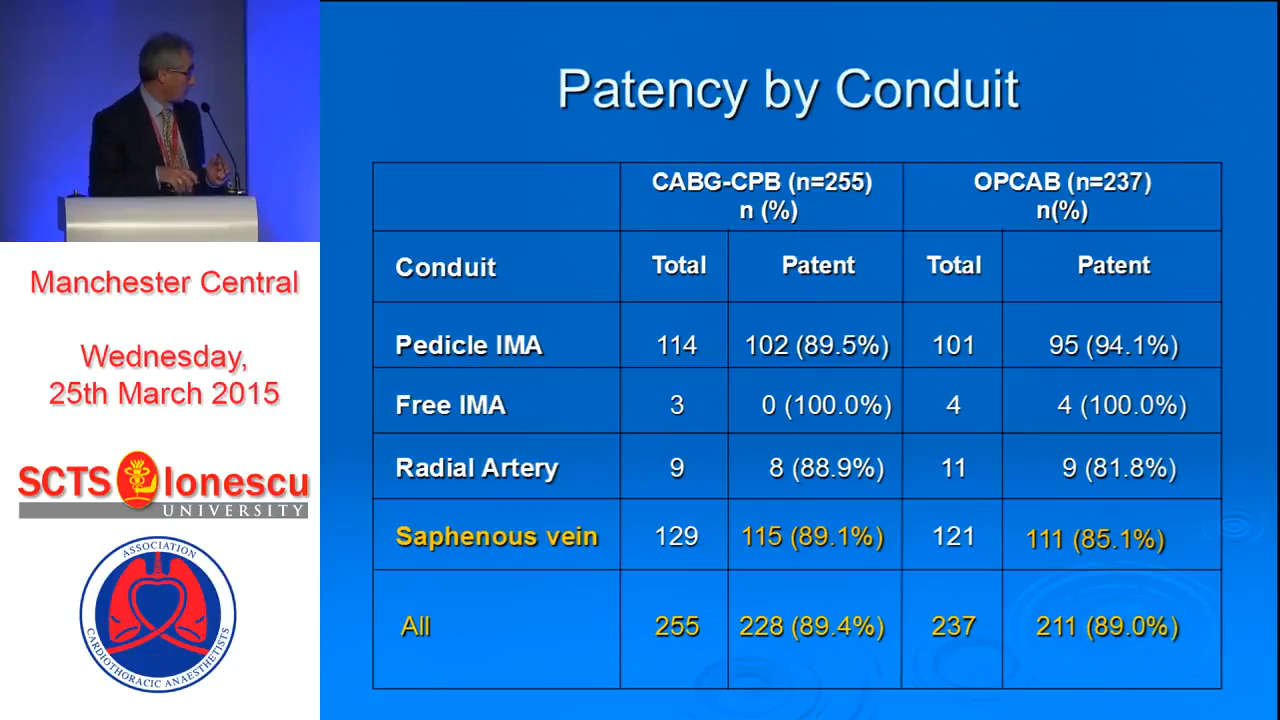 Patency by Conduit
CABG-CPB (n=255)
n (%)
OPCAB (n=237)
n(%)
Conduit Total Patent Total Patent
Pedicle IMA 114 102 (89.5%) 101 95 (94.1%)
Free IMA 3 0 (100.0%) 4 4 (100.0%)
Radial Artery 9 8 (88.9%) 11 9 (81.8%)
Saphenous vein 129 115 (89.1%) 121 111 (85.1%)
All 255 228 (89.4%) 237 211 (89.0%)
Manchester Central
Wednesday,
25th March 2015
SCTS Ionescu
UNIVERSITY
ASSOCIATION
CARDIOTHORACIC ANAESTHETISTS